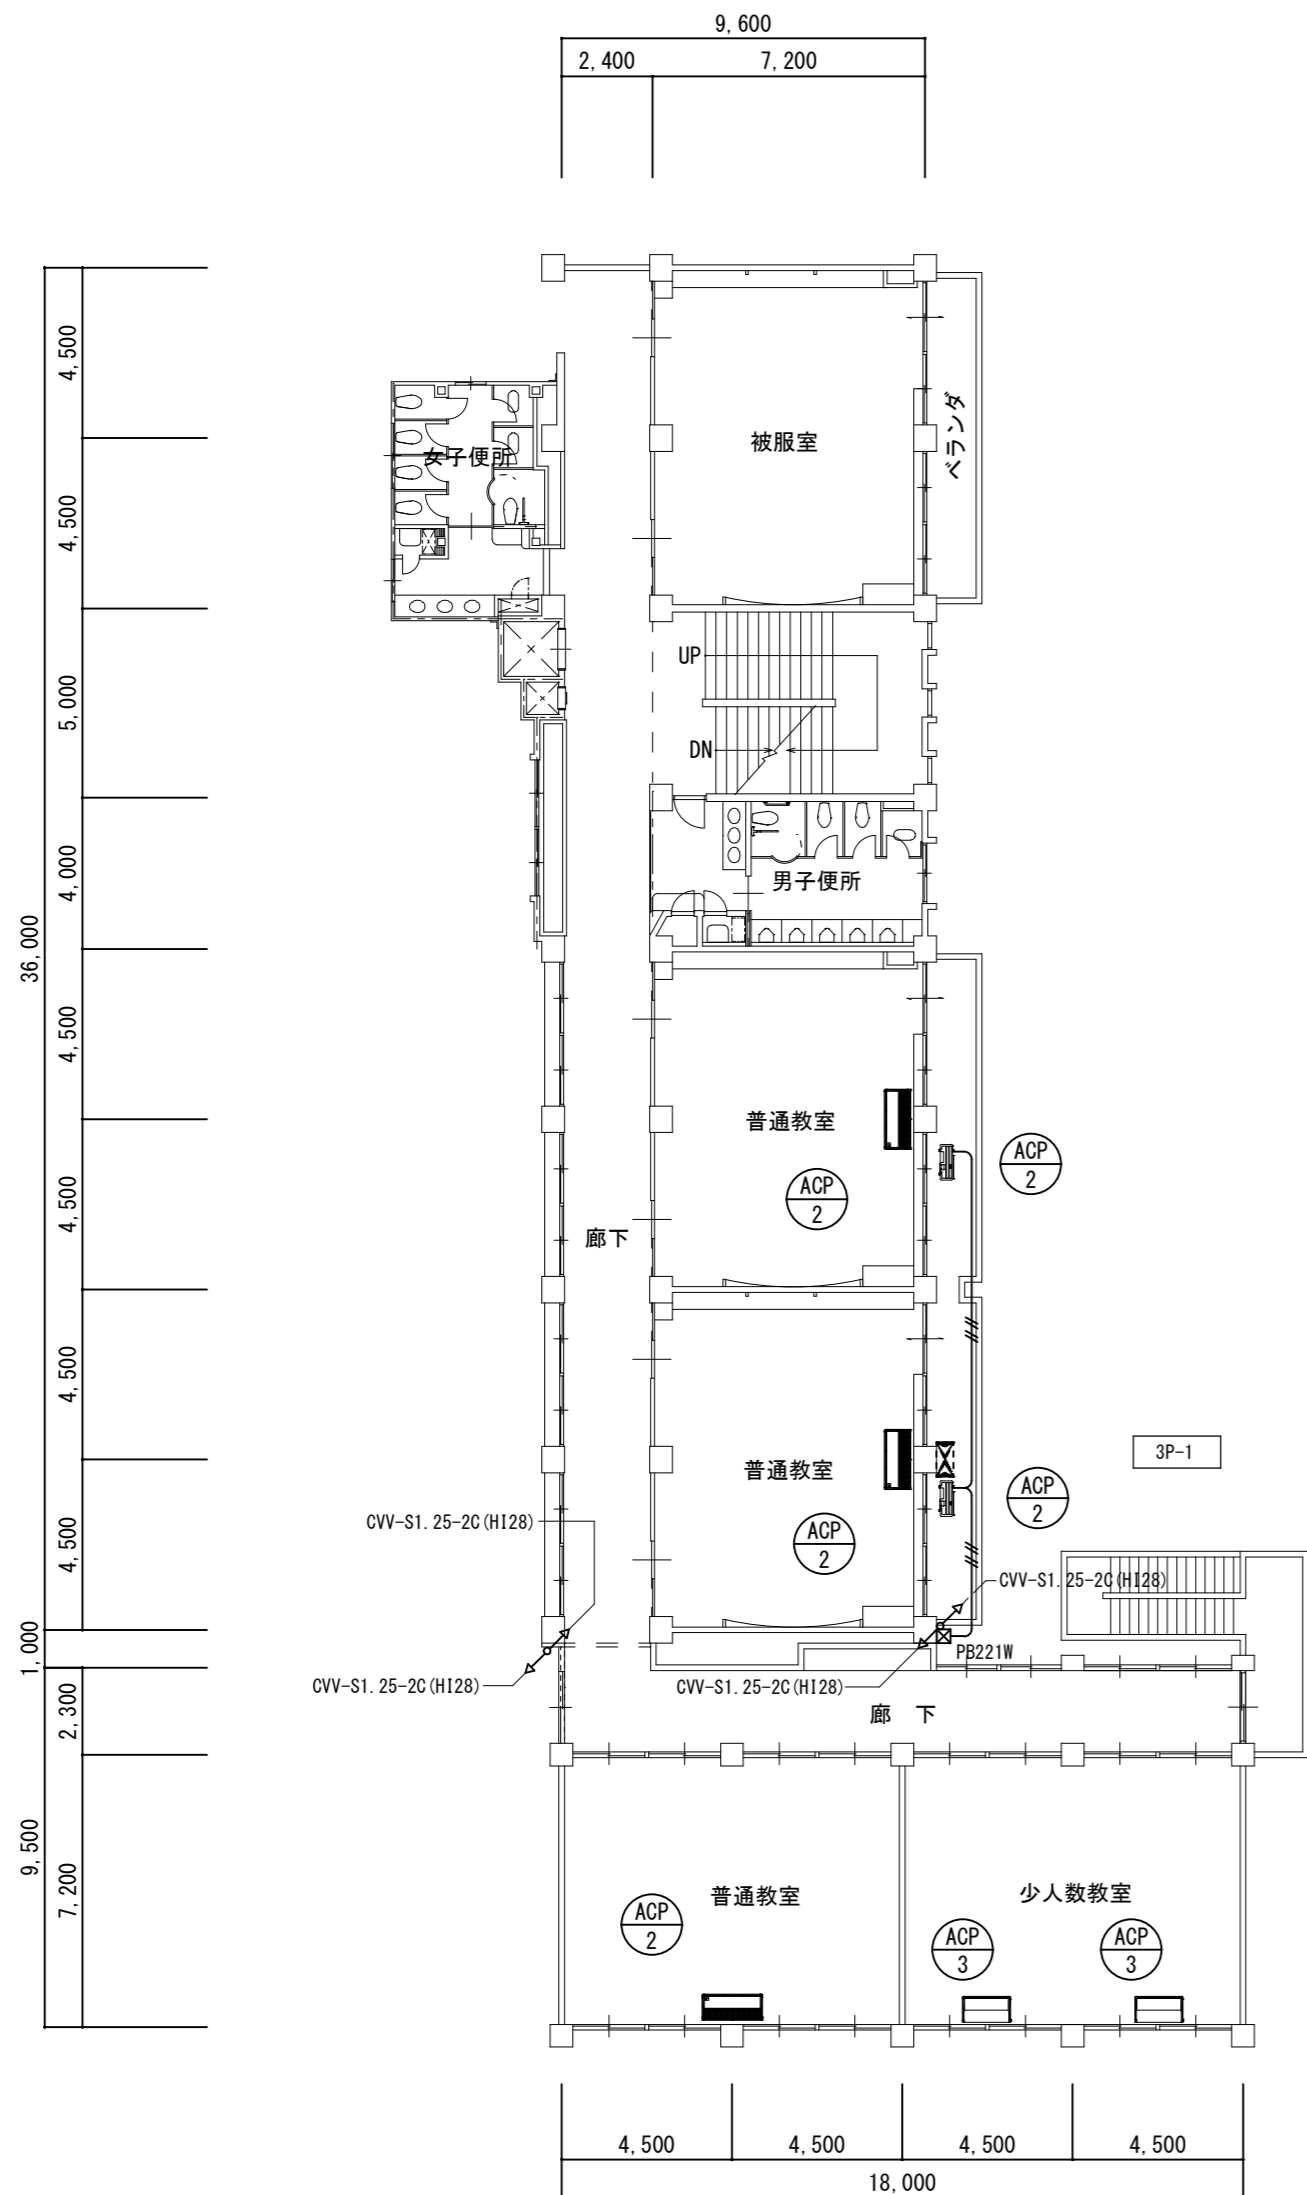 9,600
2,400
7,200
4,500
4,500
5,000
4,000
36,000
4,500
4,500
4,500
4,500
1,000
2,300
9,500
7,200
女子便所
被服室
ベランダ
UP
DN
男子便所
普通教室
ACP
2
ACP
2
廊下
普通教室
ACP
2
ACP
2
3P-1
CVV-S1.25-2C(HI28)
CVV-S1.25-2C(HI28)
CVV-S1.25-2C(HI28)
CVV-S1.25-2C(HI28)
PB221W
廊 下
普通教室
ACP
2
少人数教室
ACP
3
ACP
3
4,500
4,500
4,500
4,500
18,000